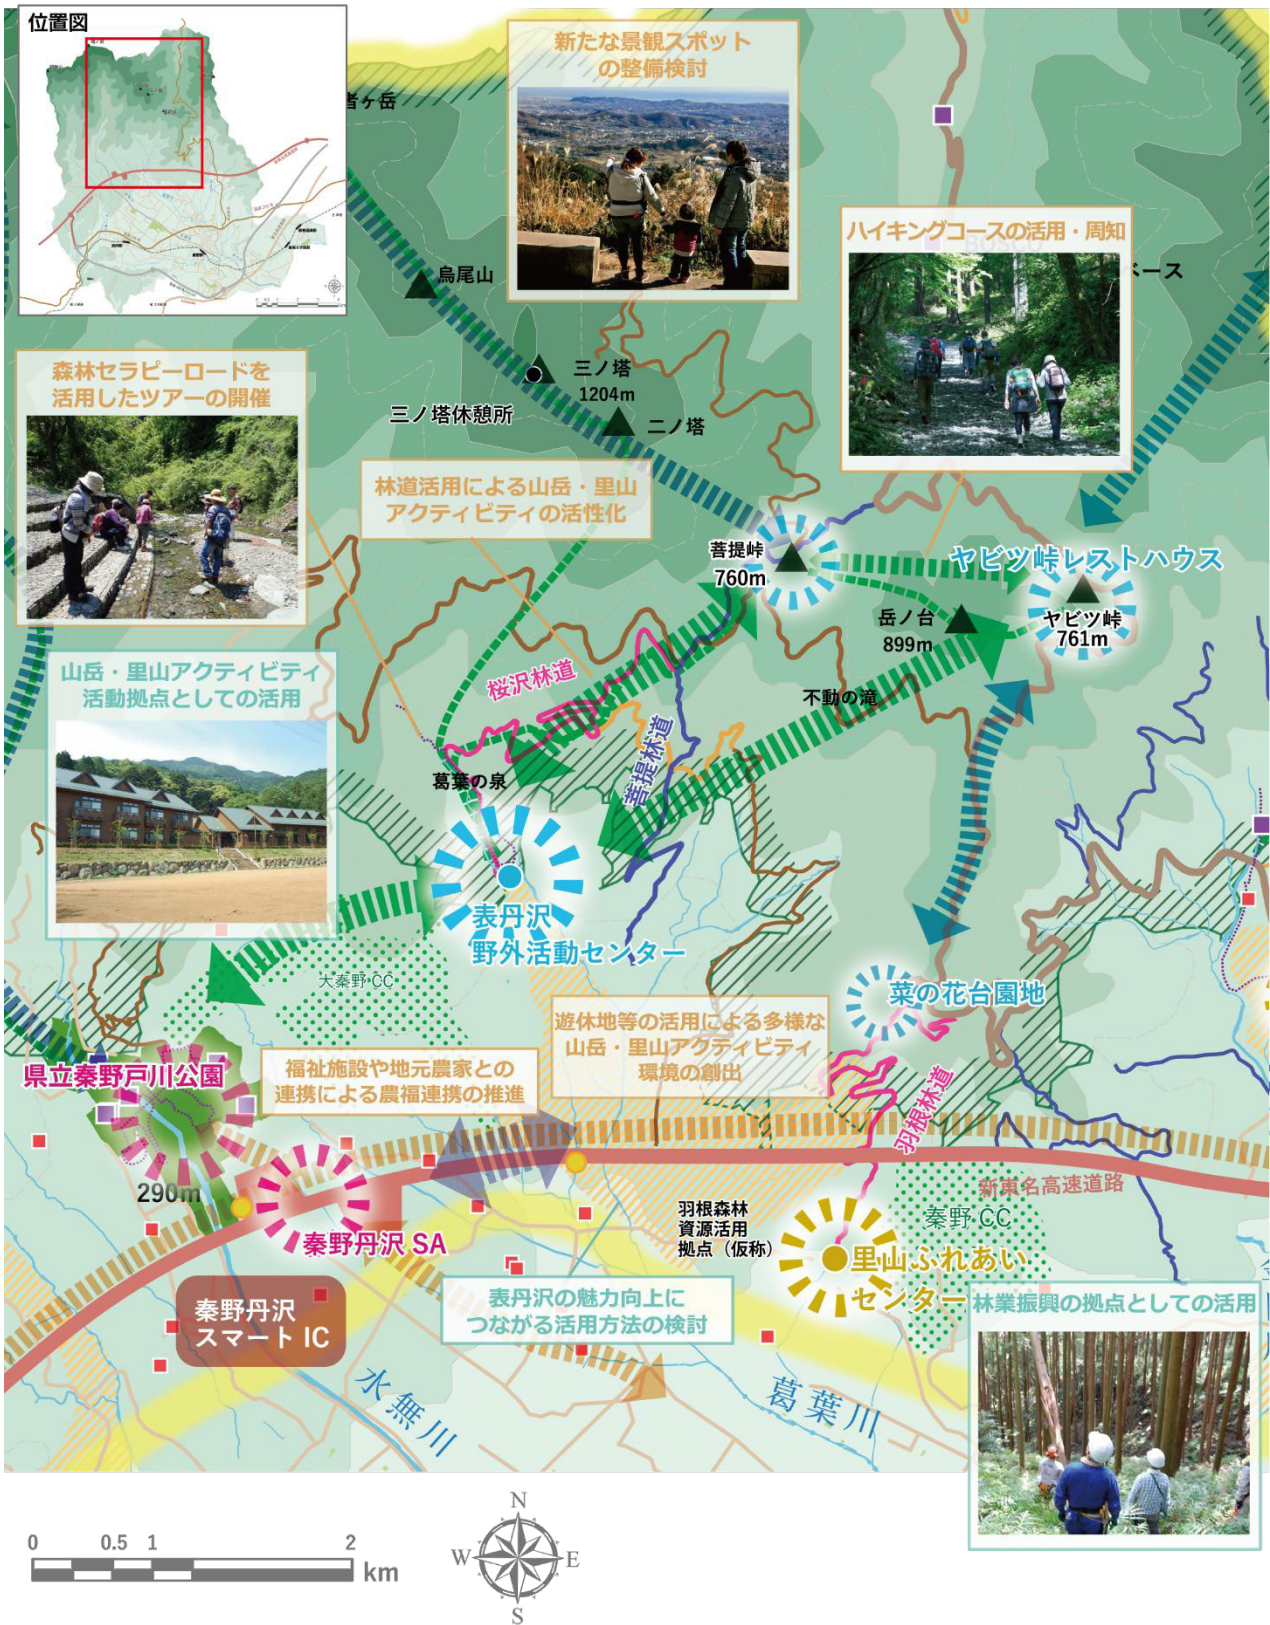 位置図
新たな景観スポット
の整備検討
ハイキングコースの活用・周知
烏尾山
三ノ塔
1204m
三ノ塔休憩所
二ノ塔
森林セラピーロードを
活用したツアーの開催
林道活用による山岳・里山
アクティビティの活性化
菩提峠
760m
ヤビツ峠レストハウス
ヤビツ峠
761m
岳ノ台
899m
山岳・里山アクティビティ
活動拠点としての活用
桜沢林道
不動の滝
菩提林道
葛葉の泉
表丹沢
野外活動センター
大秦野CC
菜の花台園地
遊休地等の活用による多様な
山岳・里山アクティビティ
環境の創出
福祉施設や地元農家との
連携による農福連携の推進
県立秦野戸川公園
290m
羽根林道
新東名高速道路
秦野CC
秦野丹沢SA
羽根森林
資源活用
拠点（仮称）
里山ふれあい
センター
秦野丹沢
スマートIC
表丹沢の魅力向上に
つながる活用方法の検討
林業振興の拠点としての活用
水無川
葛葉川
0 0.5 1 2
km
N
W E
S